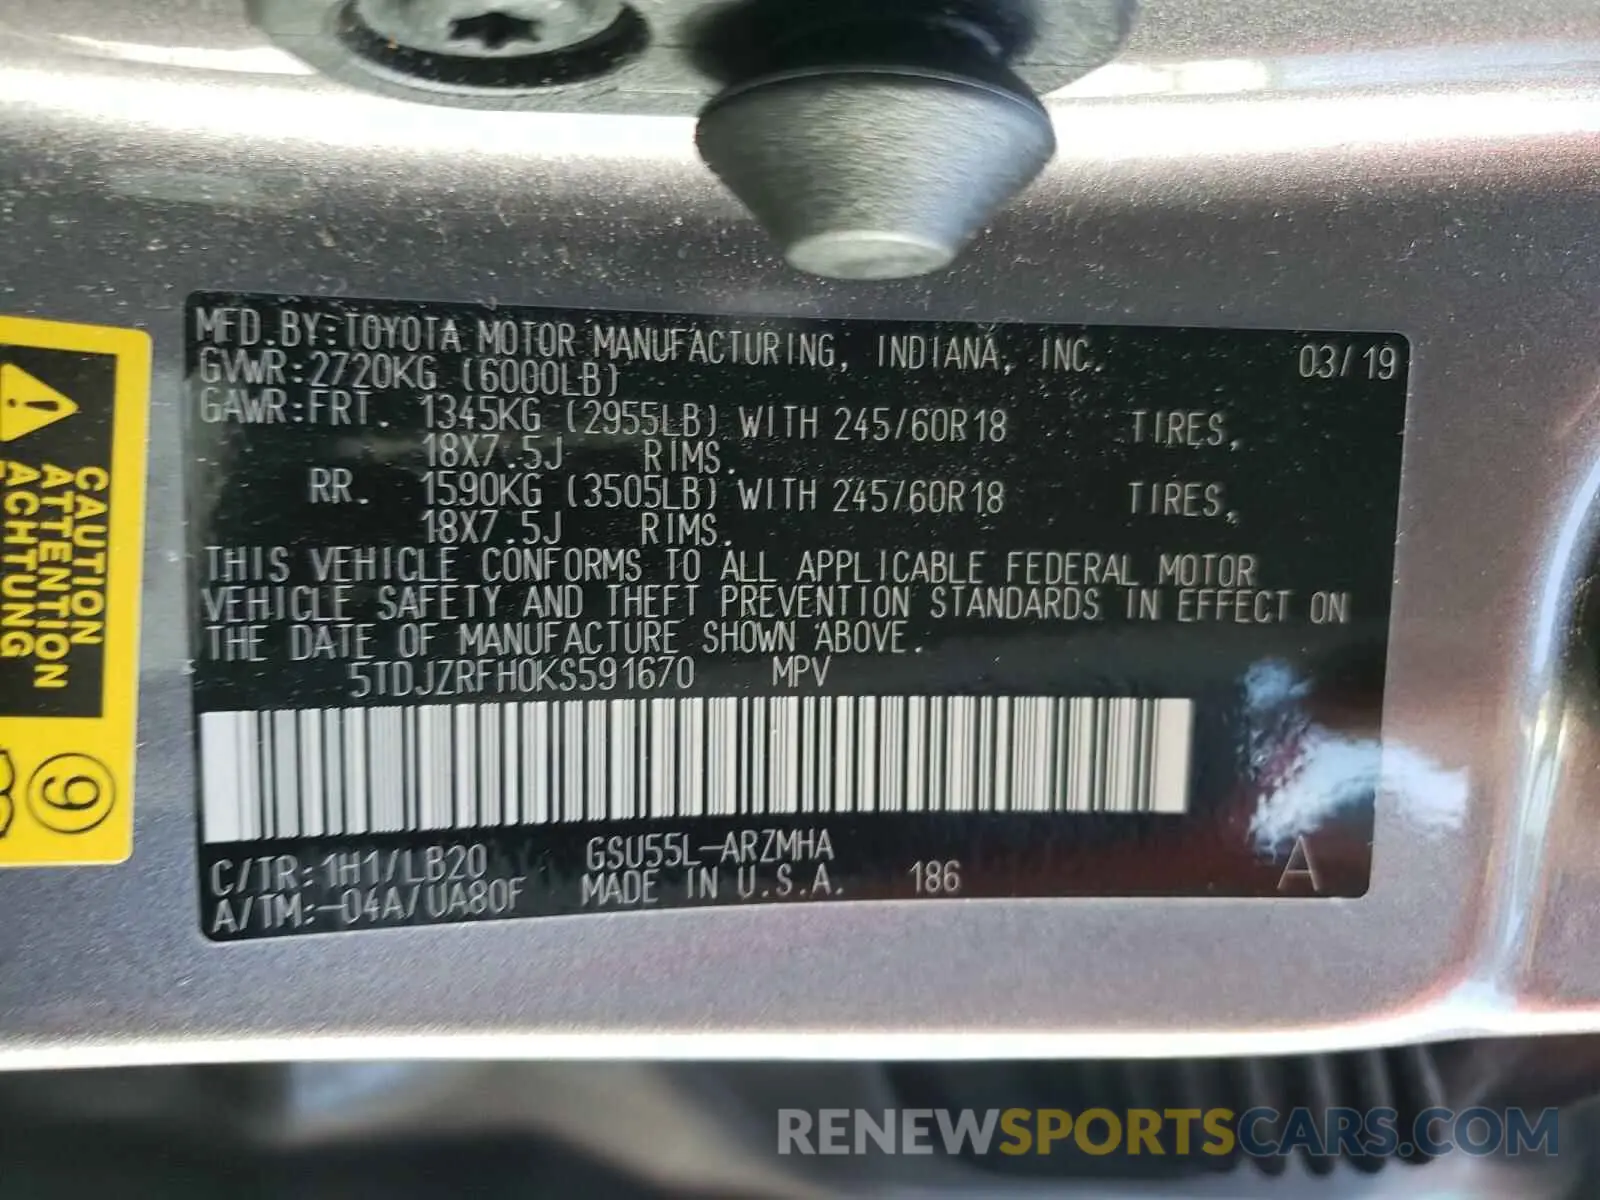 MFD.BY:TOYOTA MOTOR MANUFACTURING, INDIANA, INC. 03/19
GVWR:2720KG (6000LB)
GAWR:FRT. 1345KG (2955LB) WITH 245/60R18 TIRES,
18X7.5J RIMS.
RR. 1590KG (3505LB) WITH 245/60R18 TIRES,
18X7.5J RIMS.
THIS VEHICLE CONFORMS TO ALL APPLICABLE FEDERAL MOTOR
VEHICLE SAFETY AND THEFT PREVENTION STANDARDS IN EFFECT ON
THE DATE OF MANUFACTURE SHOWN ABOVE.
5TDJZRFH0KS591670 MPV
C/TR:1H1/LB20 GSU55L-ARZMHA
A/TM:-04A/UA80F MADE IN U.S.A. 186 A
CAUTION
ATTENTION
ACHTUNG
9
RENEWSPORTSCARS.COM